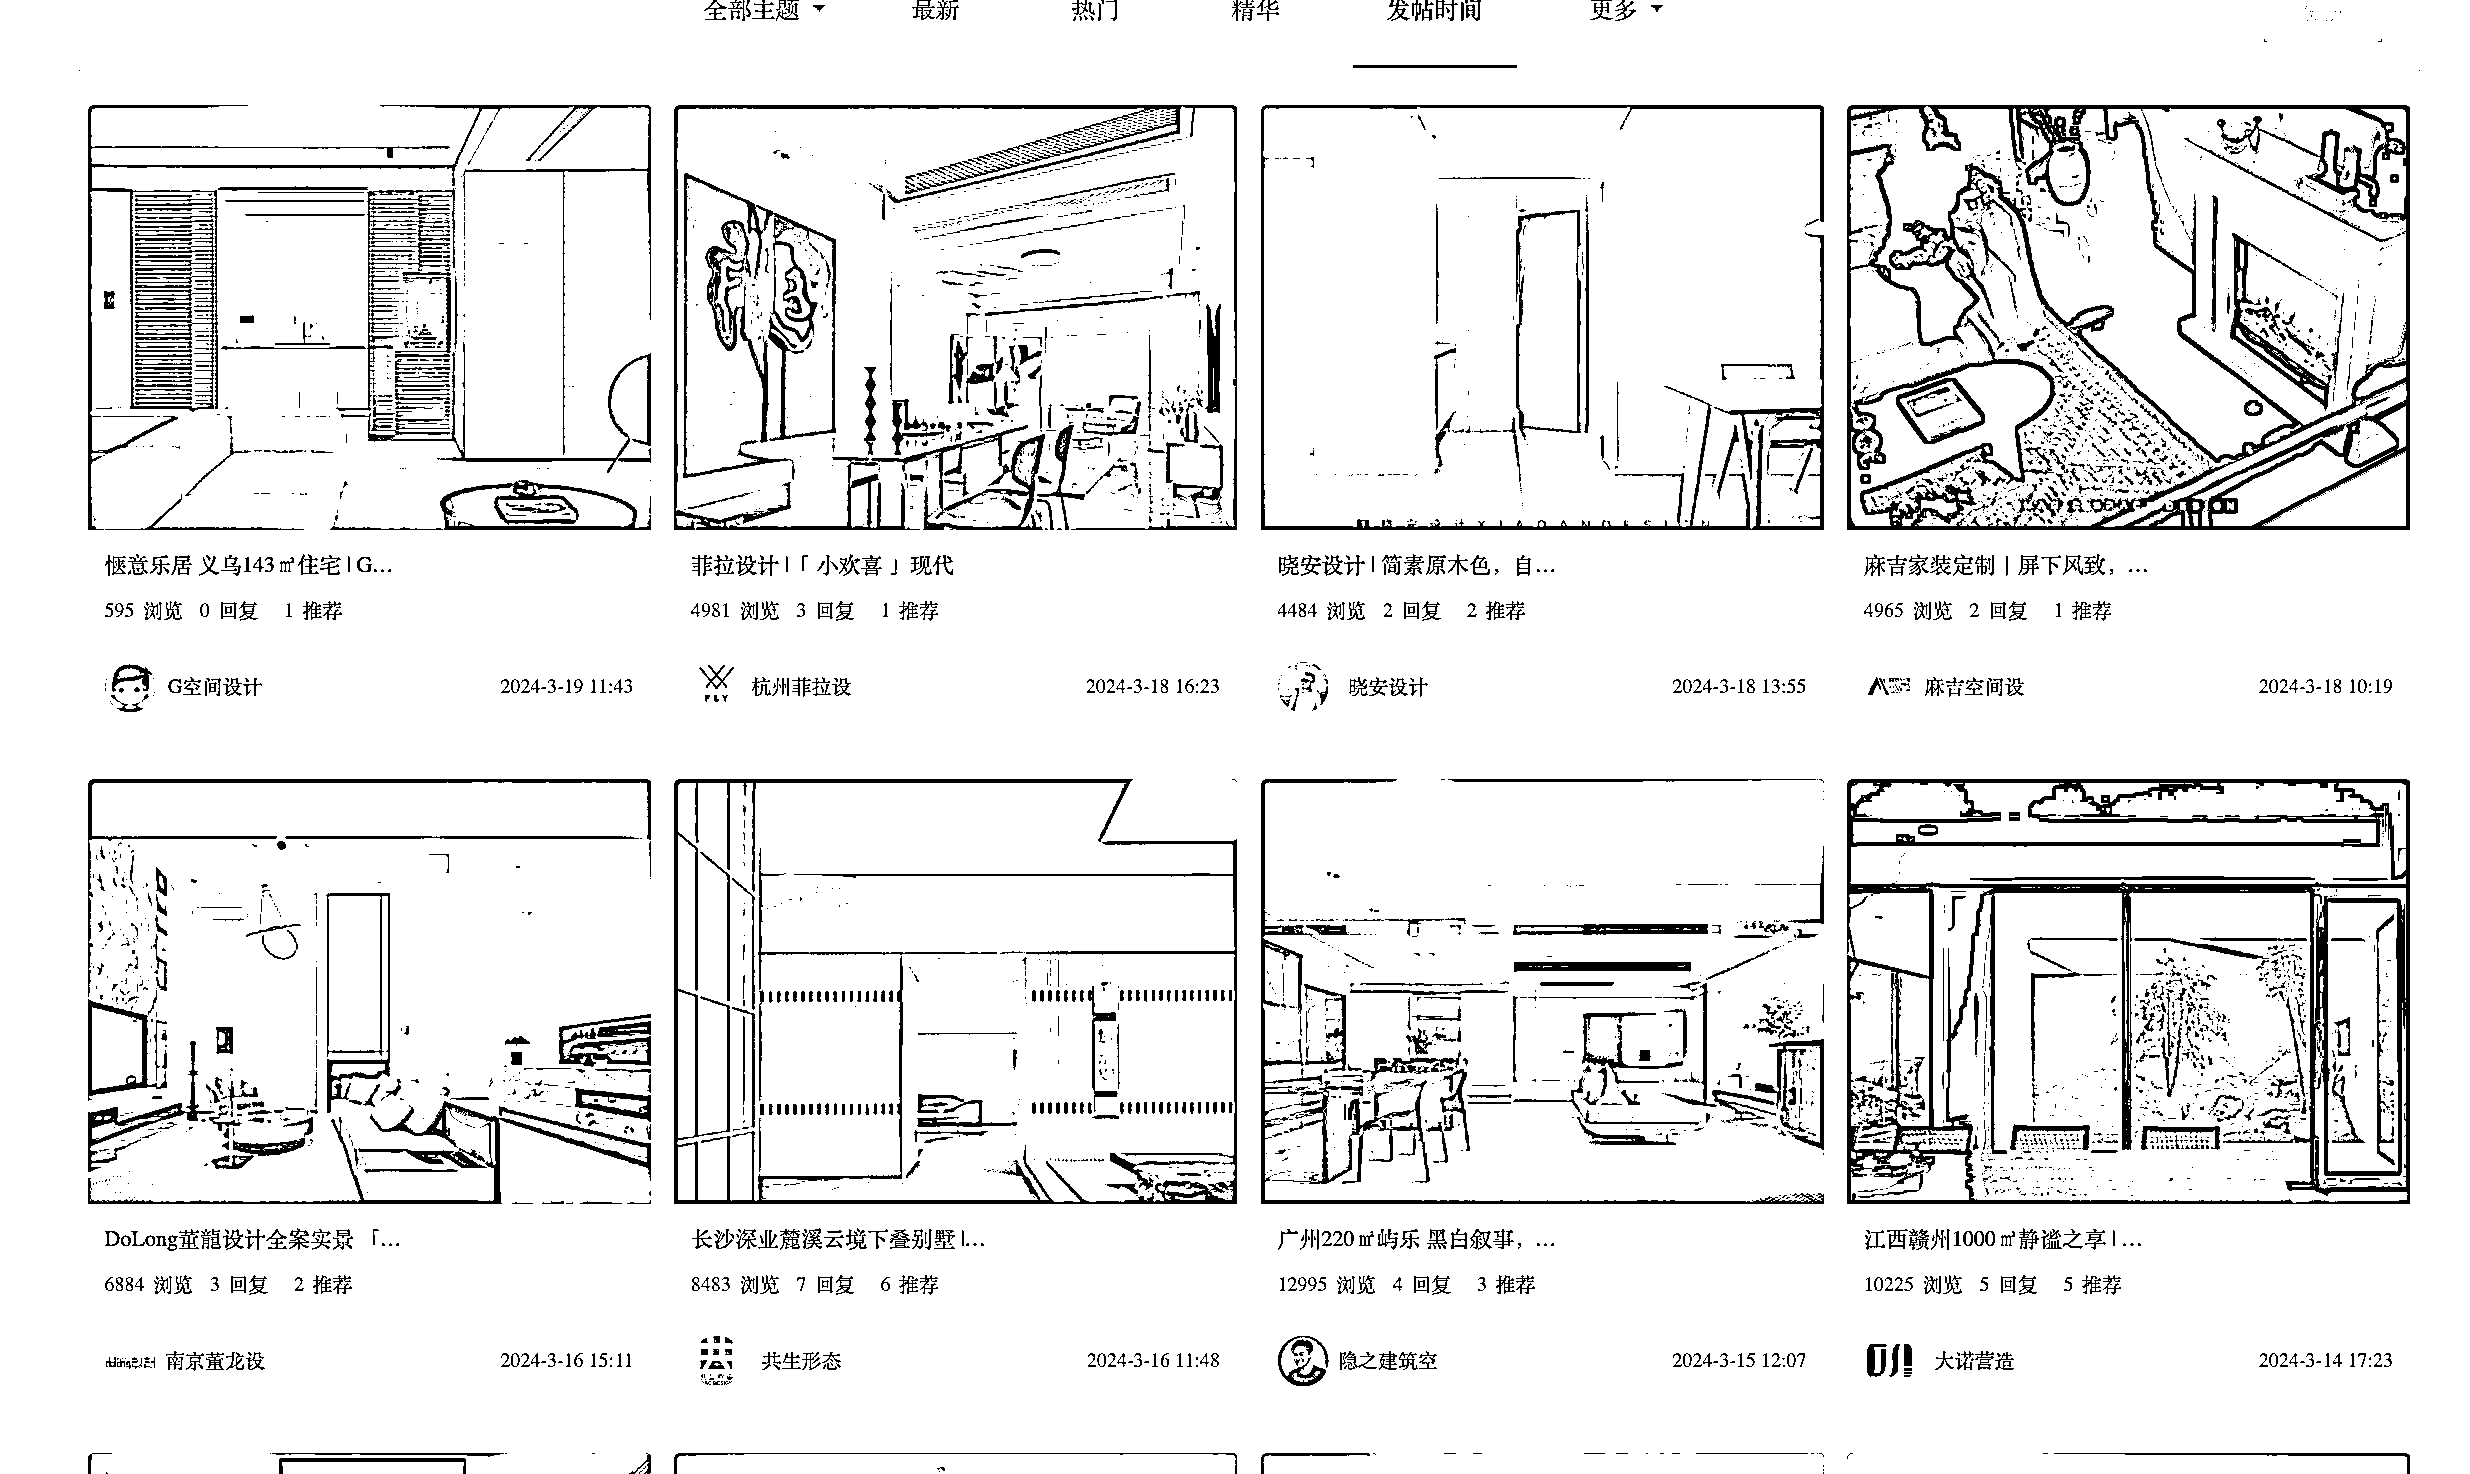 全部主题 最新 热门 精华 发帖时间 更多
惬意乐居 义乌143㎡住宅 | G...
595 浏览 0 回复 1 推荐
G空间设计 2024-3-19 11:43
菲拉设计 | 「 小欢喜 」现代
4981 浏览 3 回复 1 推荐
FLY
杭州菲拉设 2024-3-18 16:23
晓安设计 | 简素原木色，自...
4484 浏览 2 回复 2 推荐
晓安设计 2024-3-18 13:55
麻吉家装定制 | 屏下风致，...
4965 浏览 2 回复 1 推荐
麻吉空间设 2024-3-18 10:19
DoLong董龍设计全案实景 「...
6884 浏览 3 回复 2 推荐
南京董龙设 2024-3-16 15:11
长沙深业麓溪云境下叠别墅 |...
8483 浏览 7 回复 6 推荐
共生形态 2024-3-16 11:48
广州220㎡屿乐 黑白叙事，...
12995 浏览 4 回复 3 推荐
隐之建筑空 2024-3-15 12:07
江西赣州1000㎡静谧之享 | ...
10225 浏览 5 回复 5 推荐
大诺营造 2024-3-14 17:23